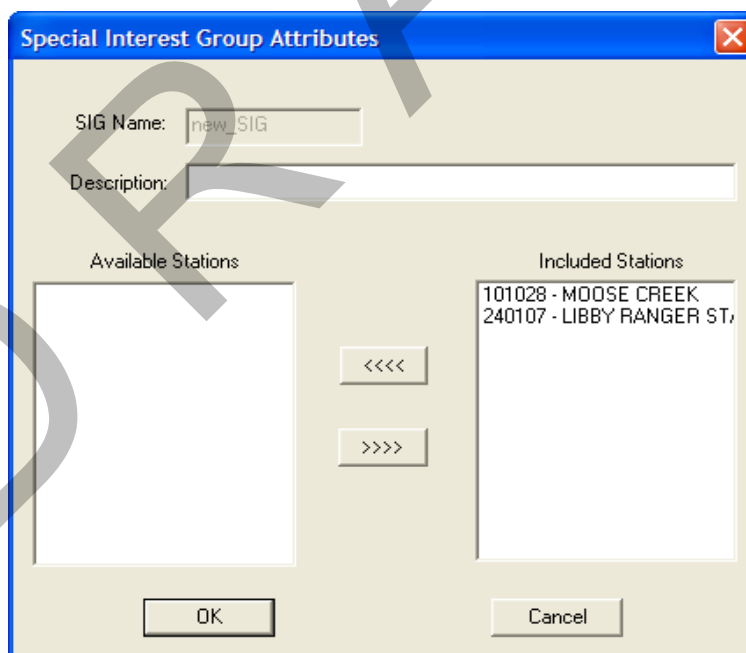 Special Interest Group Attributes
SIG Name: new_SIG
Description:
Available Stations
Included Stations
101028 - MOOSE CREEK
240107 - LIBBY RANGER STA
<<<<
>>>>
OK
Cancel
D R A